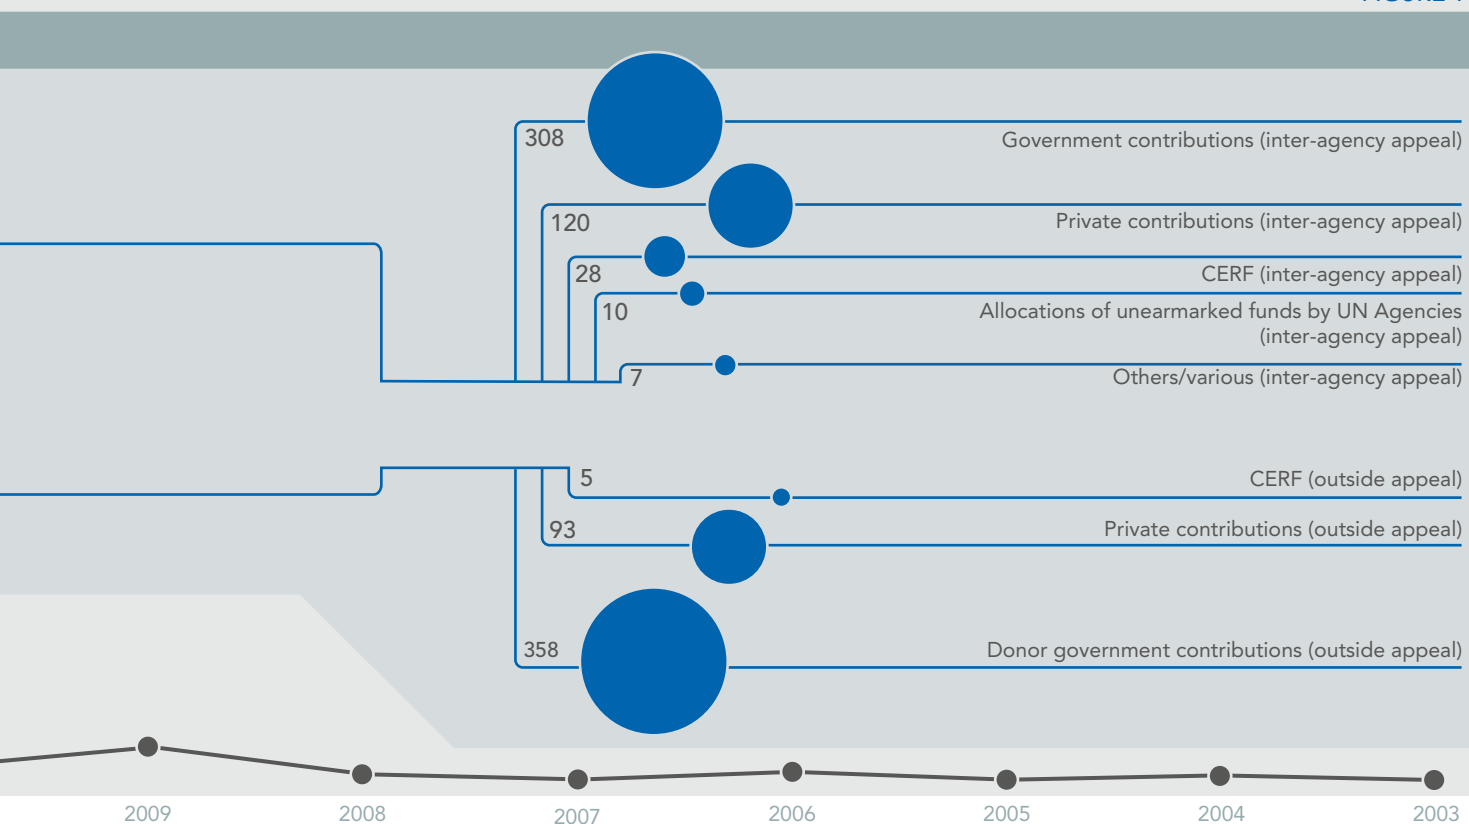 308
Government contributions (inter-agency appeal)
120
Private contributions (inter-agency appeal)
28
CERF (inter-agency appeal)
10
Allocations of unearmarked funds by UN Agencies
(inter-agency appeal)
7
Others/various (inter-agency appeal)
5
CERF (outside appeal)
93
Private contributions (outside appeal)
358
Donor government contributions (outside appeal)
2009 2008 2007 2006 2005 2004 2003